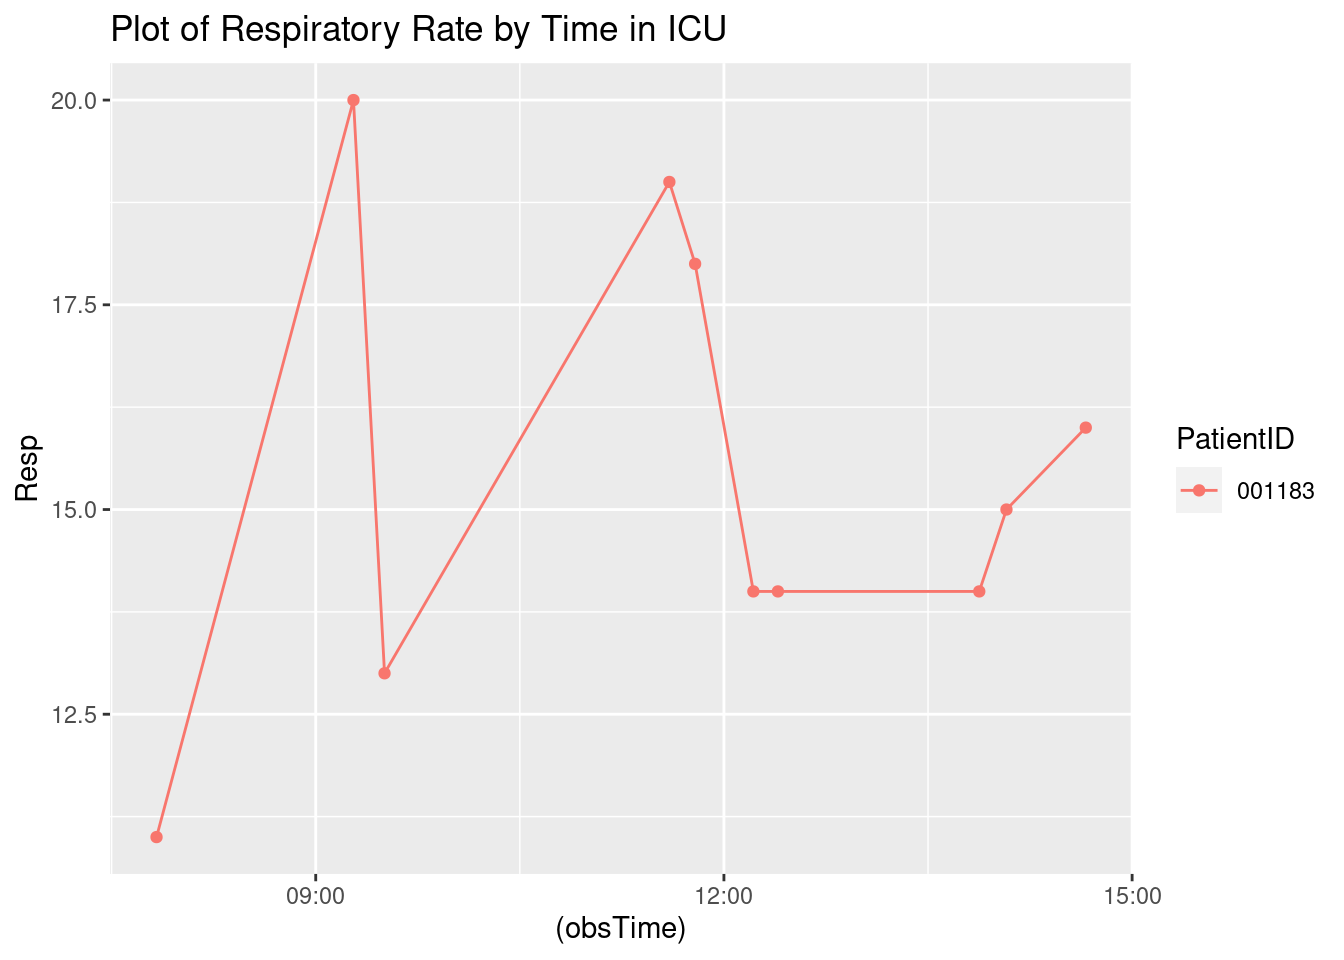 Plot of Respiratory Rate by Time in ICU
20.0
17.5
15.0
12.5
Resp
09:00
12:00
15:00
(obsTime)
PatientID
001183